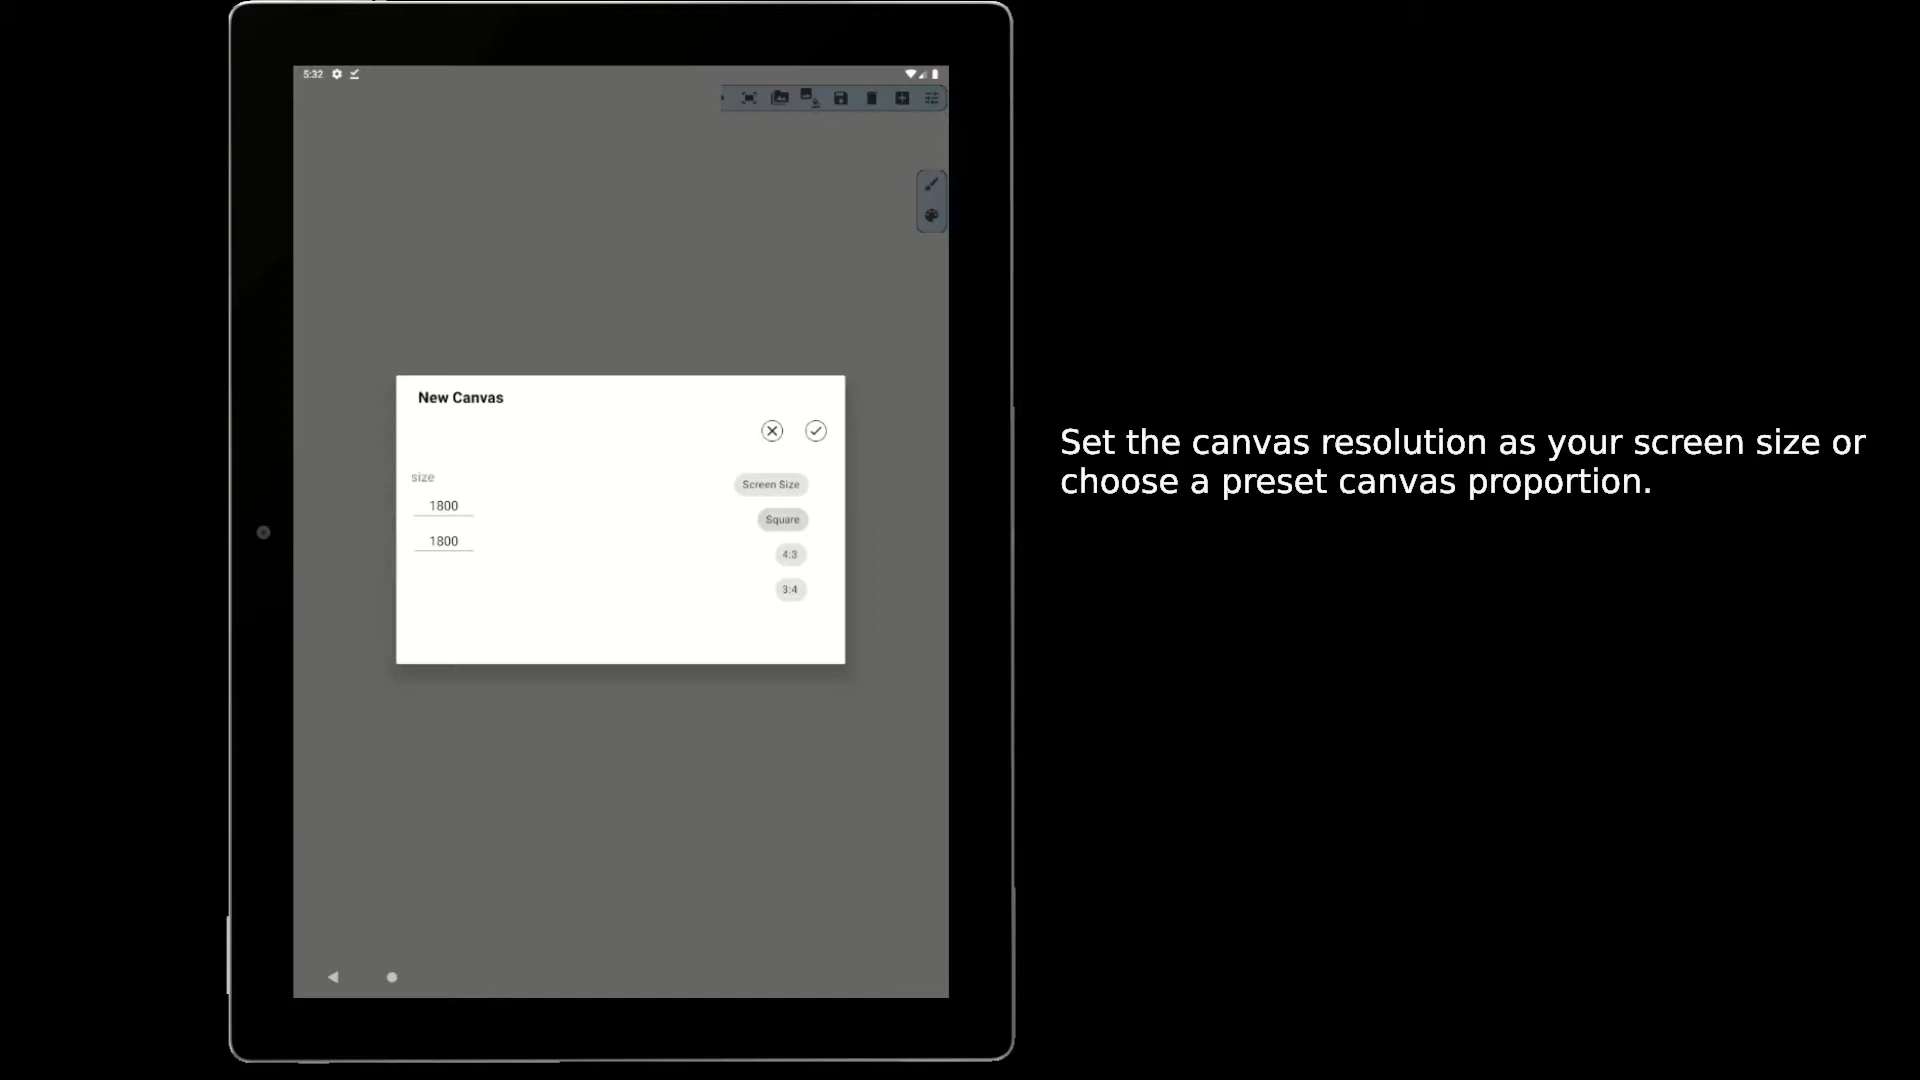 5:32
New Canvas
size
1800
1800
Screen Size
Square
4:3
3:4
Set the canvas resolution as your screen size or
choose a preset canvas proportion.